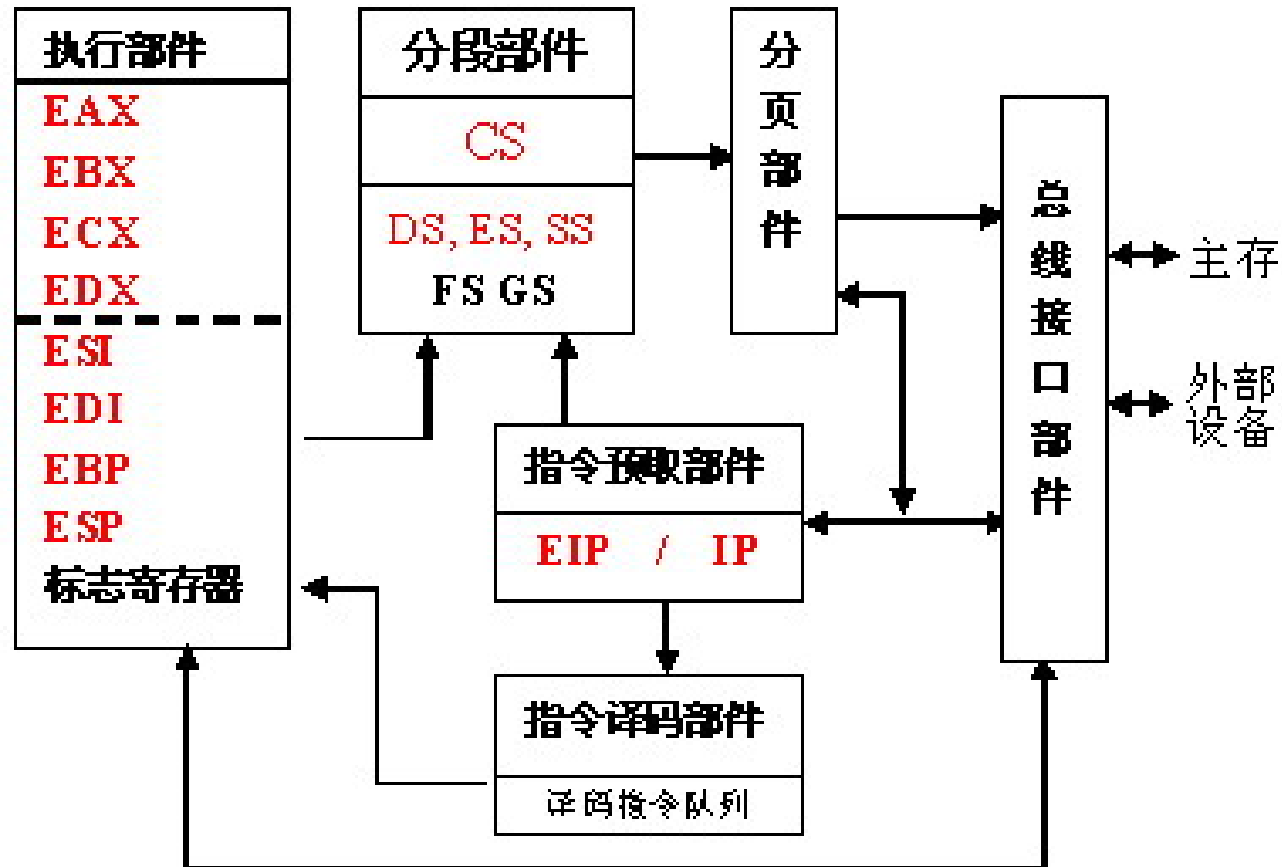 执行部件
EAX
EBX
ECX
EDX
ESI
EDI
EBP
ESP
标志寄存器
分段部件
CS
DS, ES, SS
FS GS
分页部件
指令预取部件
EIP / IP
指令译码部件
译码指令队列
总线接口部件
主存
外部
设备